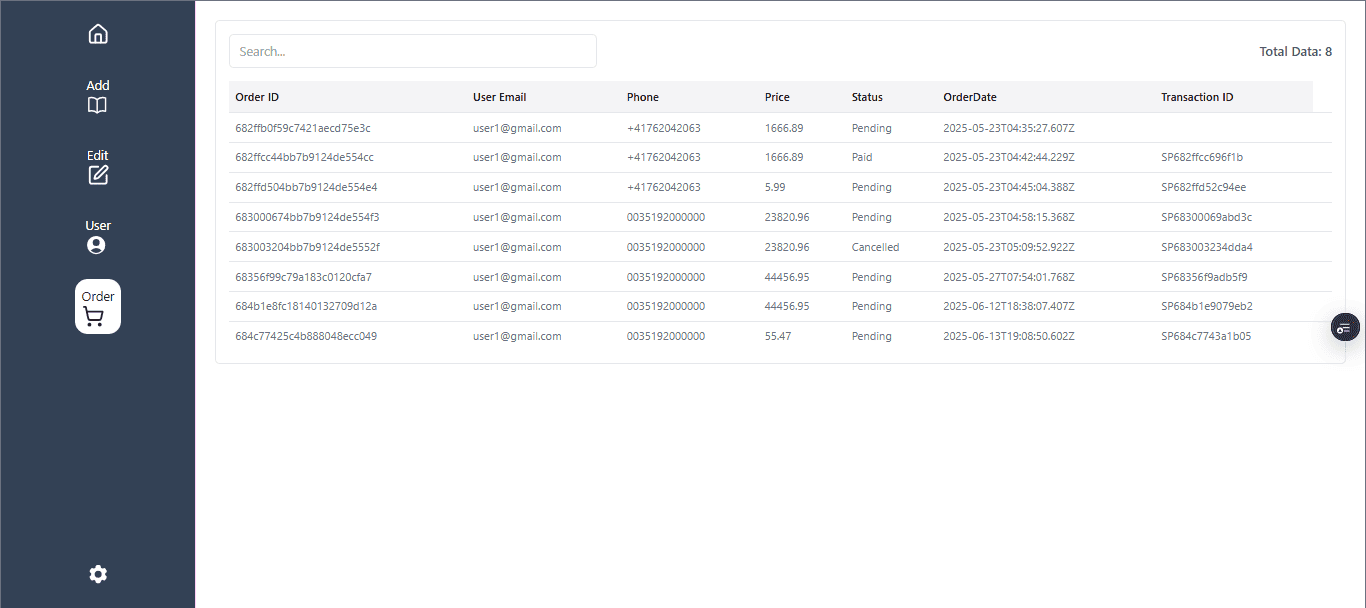 Add
Edit
User
Order
Search...
Total Data: 8
Order ID User Email Phone Price Status OrderDate Transaction ID
682ffb0f59c7421aecd75e3c user1@gmail.com +41762042063 1666.89 Pending 2025-05-23T04:35:27.607Z
682ffcc44bb7b9124de554cc user1@gmail.com +41762042063 1666.89 Paid 2025-05-23T04:42:44.229Z SP682ffcc696f1b
682ffd504bb7b9124de554e4 user1@gmail.com +41762042063 5.99 Pending 2025-05-23T04:45:04.388Z SP682ffd52c94ee
683000674bb7b9124de554f3 user1@gmail.com 0035192000000 23820.96 Pending 2025-05-23T04:58:15.368Z SP68300069abd3c
683003204bb7b9124de5552f user1@gmail.com 0035192000000 23820.96 Cancelled 2025-05-23T05:09:52.922Z SP683003234dda4
68356f99c79a183c0120cfa7 user1@gmail.com 0035192000000 44456.95 Pending 2025-05-27T07:54:01.768Z SP68356f9adb5f9
684b1e8fc18140132709d12a user1@gmail.com 0035192000000 44456.95 Pending 2025-06-12T18:38:07.407Z SP684b1e9079eb2
684c77425c4b888048ecc049 user1@gmail.com 0035192000000 55.47 Pending 2025-06-13T19:08:50.602Z SP684c7743a1b05